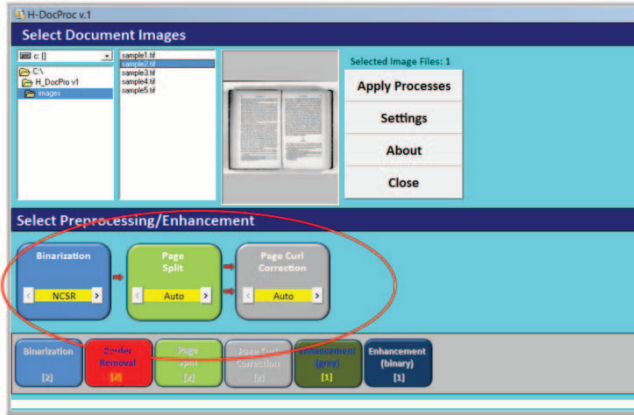 H-DocProc v.1
Select Document Images
c: []
C:\
H_DocPro v1
images
sample1.tif
sample2.tif
sample3.tif
sample4.tif
sample5.tif
Selected Image Files: 1
Apply Processes
Settings
About
Close
Select Preprocessing/Enhancement
Binarization
< NCSR >
Page
Split
< Auto >
Page Curl
Correction
< Auto >
Binarization
[2]
Border
Removal
[2]
Page
Split
[2]
Page Curl
Correction
[2]
Enhancement
(grey)
[1]
Enhancement
(binary)
[1]